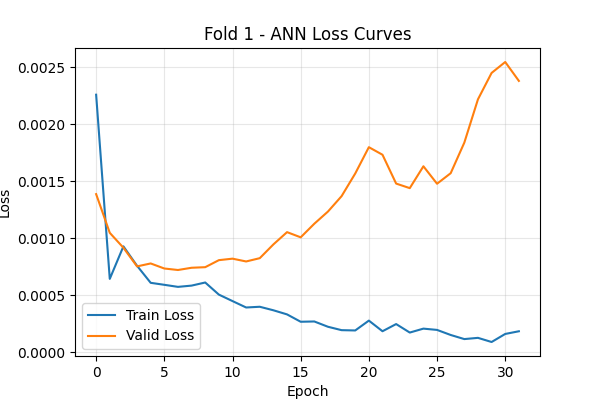 Fold 1 - ANN Loss Curves
0.0025
0.0020
0.0015
0.0010
0.0005
0.0000
Loss
Train Loss
Valid Loss
0 5 10 15 20 25 30
Epoch